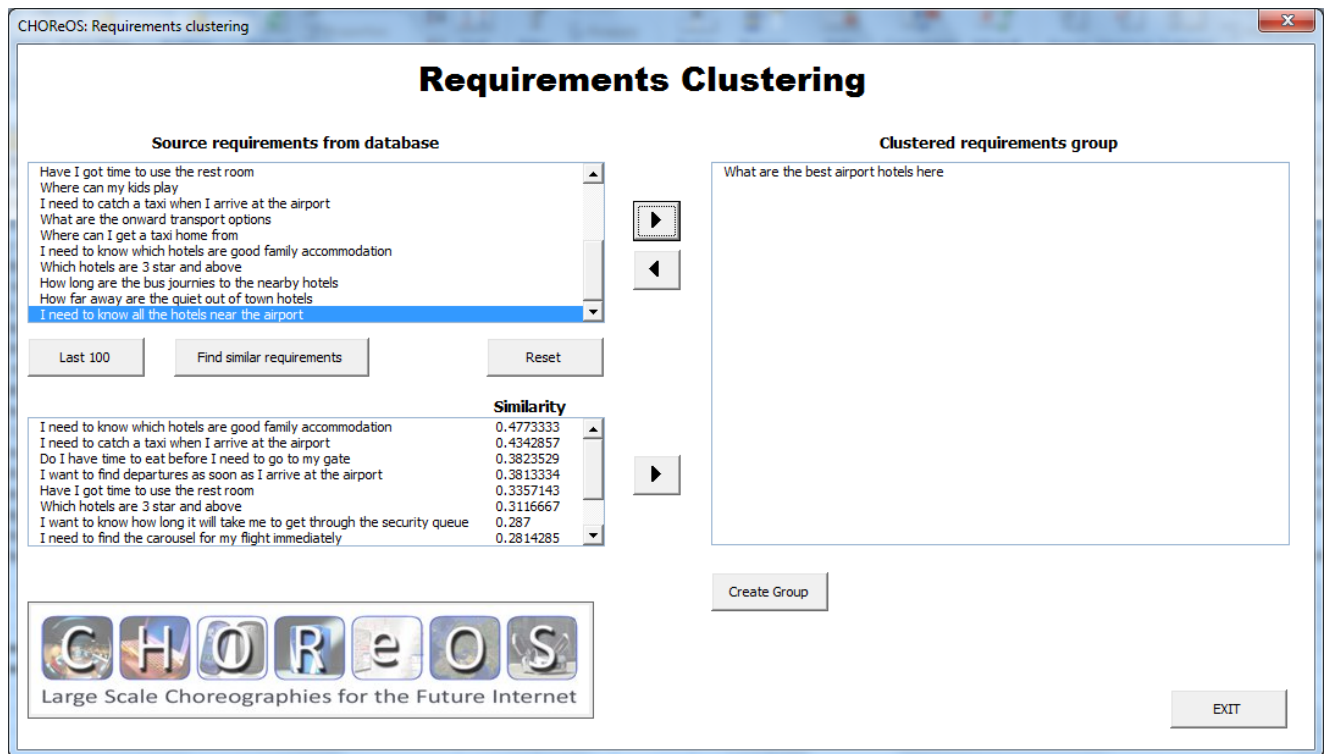 CHOReOS: Requirements clustering
Requirements Clustering
Source requirements from database
Have I got time to use the rest room
Where can my kids play
I need to catch a taxi when I arrive at the airport
What are the onward transport options
Where can I get a taxi home from
I need to know which hotels are good family accommodation
Which hotels are 3 star and above
How long are the bus journies to the nearby hotels
How far away are the quiet out of town hotels
I need to know all the hotels near the airport
Last 100
Find similar requirements
Reset
Similarity
I need to know which hotels are good family accommodation 0.4773333
I need to catch a taxi when I arrive at the airport 0.4342857
Do I have time to eat before I need to go to my gate 0.3823529
I want to find departures as soon as I arrive at the airport 0.3813334
Have I got time to use the rest room 0.3357143
Which hotels are 3 star and above 0.3116667
I want to know how long it will take me to get through the security queue 0.287
I need to find the carousel for my flight immediately 0.2814285
Clustered requirements group
What are the best airport hotels here
Create Group
CHOReOS
Large Scale Choreographies for the Future Internet
EXIT